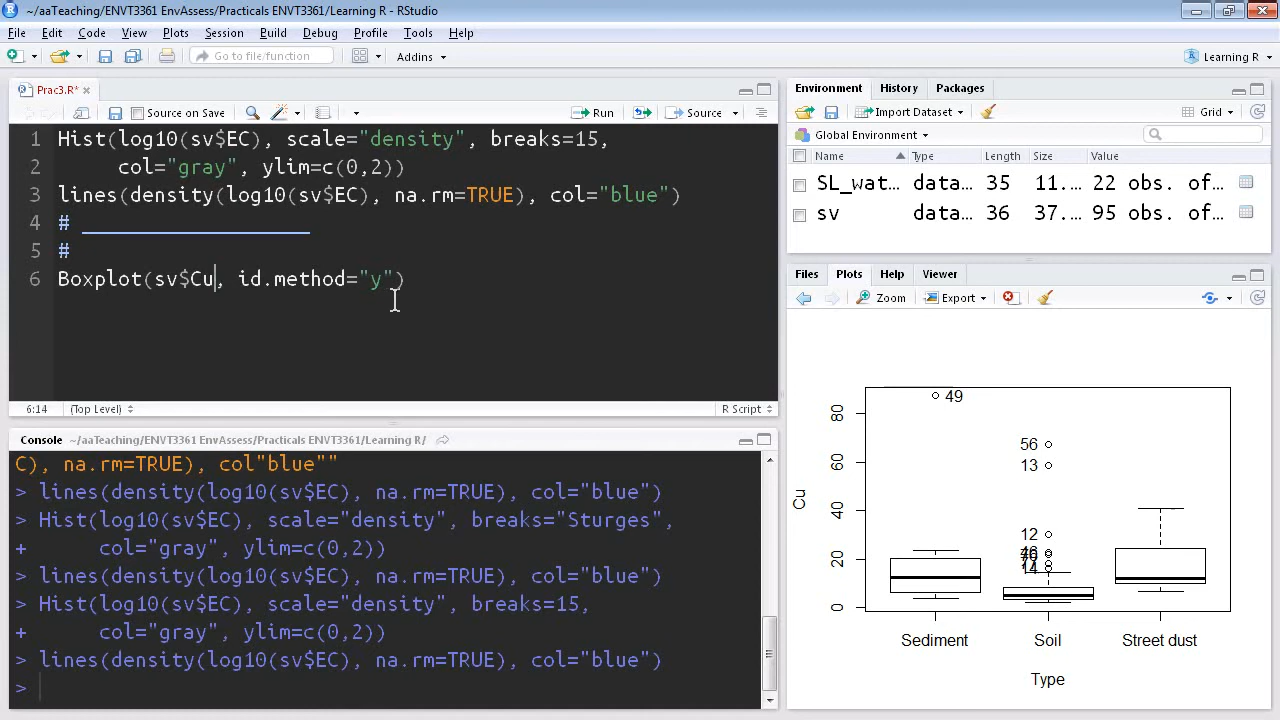 ~/aaTeaching/ENVT3361 EnvAssess/Practicals ENVT3361/Learning R - RStudio
File Edit Code View Plots Session Build Debug Profile Tools Help
Go to file/function Addins Learning R
Prac3.R*
Source on Save Run Source
1 Hist(log10(sv$EC), scale="density", breaks=15,
2 col="gray", ylim=c(0,2))
3 lines(density(log10(sv$EC), na.rm=TRUE), col="blue")
4 # ___________________
5 #
6 Boxplot(sv$Cu, id.method="y")
6:14 (Top Level) R Script
Console ~/aaTeaching/ENVT3361 EnvAssess/Practicals ENVT3361/Learning R/
C), na.rm=TRUE), col"blue""
> lines(density(log10(sv$EC), na.rm=TRUE), col="blue")
> Hist(log10(sv$EC), scale="density", breaks="Sturges",
+ col="gray", ylim=c(0,2))
> lines(density(log10(sv$EC), na.rm=TRUE), col="blue")
> Hist(log10(sv$EC), scale="density", breaks=15,
+ col="gray", ylim=c(0,2))
> lines(density(log10(sv$EC), na.rm=TRUE), col="blue")
>
Environment History Packages
Import Dataset Grid
Global Environment
Name Type Length Size Value
SL_wat… data… 35 11.… 22 obs. of…
sv data… 36 37.… 95 obs. of…
Files Plots Help Viewer
Zoom Export
80
60
40
20
0
Cu
49
56
13
12
46
14
Sediment Soil Street dust
Type